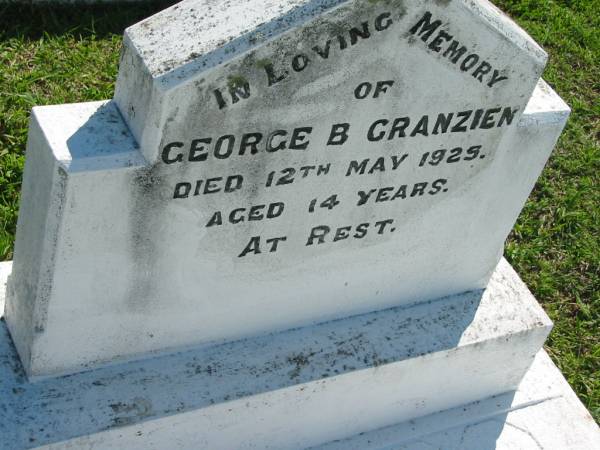 IN LOVING MEMORY
OF
GEORGE B GRANZIEN
DIED 12TH MAY 1925.
AGED 14 YEARS.
AT REST.